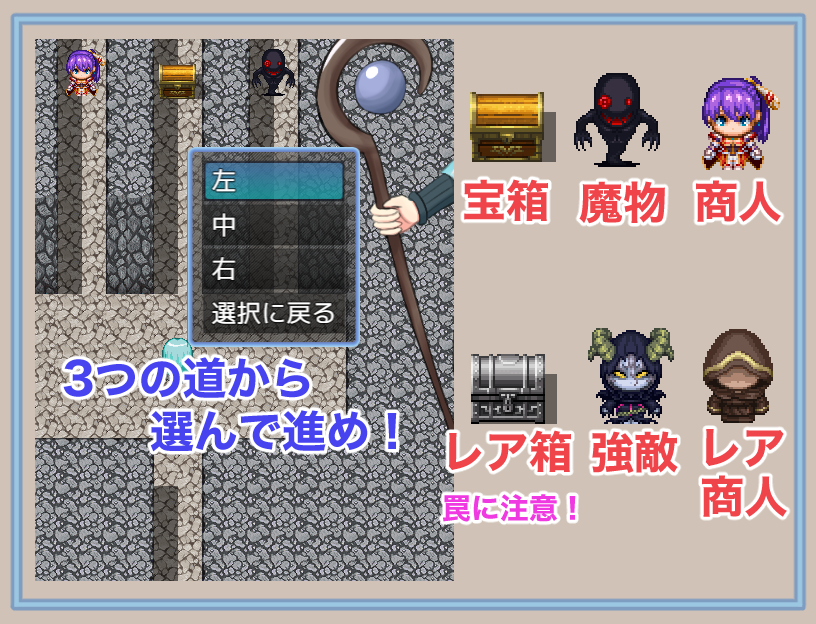 左
中
右
選択に戻る
3つの道から
選んで進め！
宝箱
魔物
商人
レア箱
罠に注意！
強敵
レア
商人